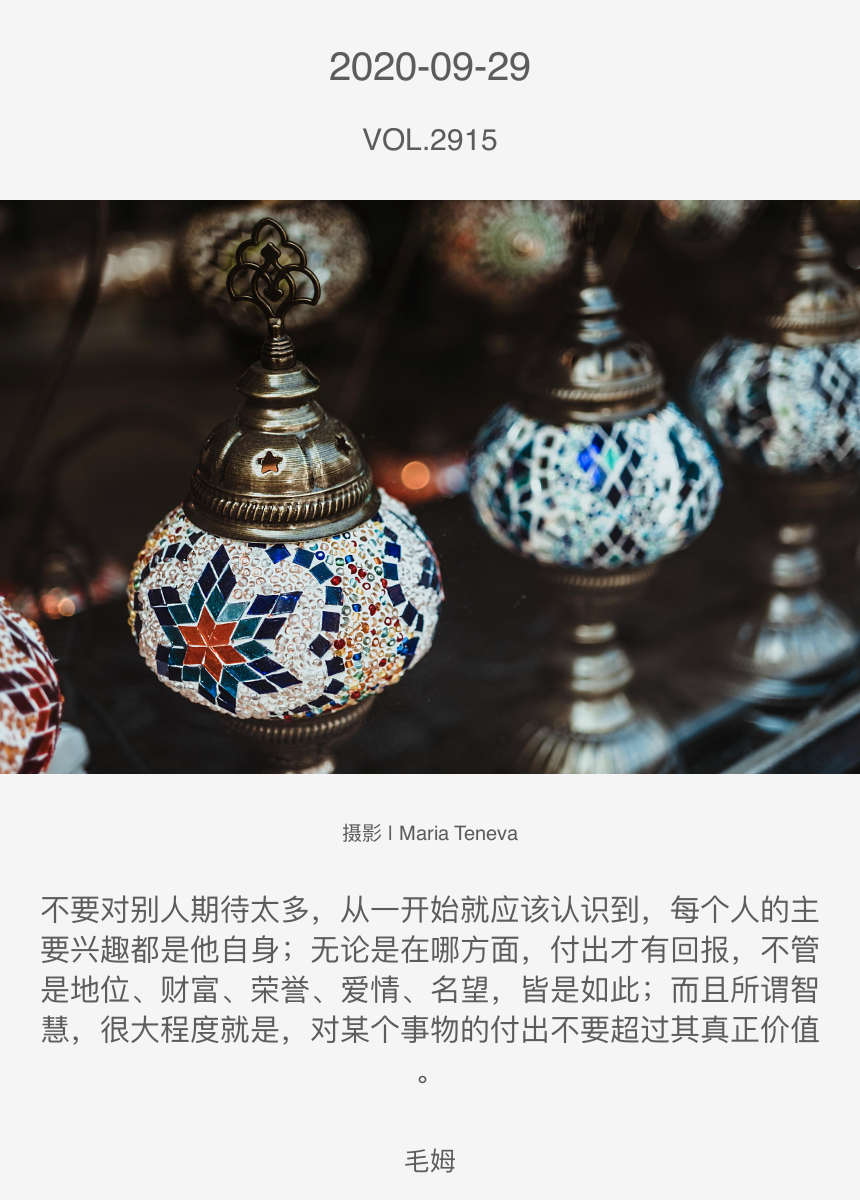 2020-09-29
VOL.2915
摄影 | Maria Teneva
不要对别人期待太多，从一开始就应该认识到，每个人的主
要兴趣都是他自身；无论是在哪方面，付出才有回报，不管
是地位、财富、荣誉、爱情、名望，皆是如此；而且所谓智
慧，很大程度就是，对某个事物的付出不要超过其真正价值
。
毛姆